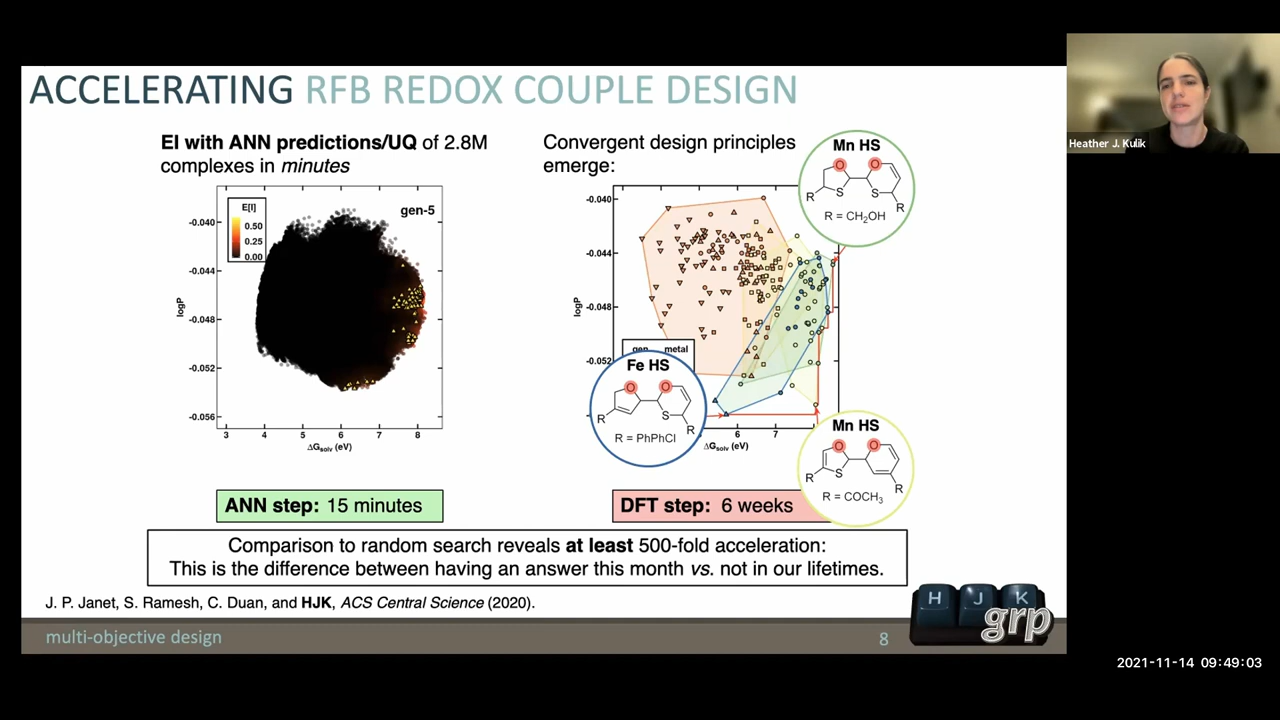 ACCELERATING RFB REDOX COUPLE DESIGN
EI with ANN predictions/UQ of 2.8M
complexes in minutes
E[I]
0.50
0.25
0.00
gen-5
-0.040
-0.044
-0.048
-0.052
-0.056
logP
3 4 5 6 7 8
ΔGsolv (eV)
ANN step: 15 minutes
Convergent design principles
emerge:
-0.040
-0.044
-0.048
-0.052
logP
gen metal
6 7
ΔGsolv (eV)
Mn HS
O O
S S
R R
R = CH₂OH
Fe HS
O O
S
R R
R = PhPhCl
Mn HS
O O
S
R R
R = COCH₃
DFT step: 6 weeks
Comparison to random search reveals at least 500-fold acceleration:
This is the difference between having an answer this month vs. not in our lifetimes.
J. P. Janet, S. Ramesh, C. Duan, and HJK, ACS Central Science (2020).
multi-objective design
8
H J K
grp
Heather J. Kulik
2021-11-14 09:49:03